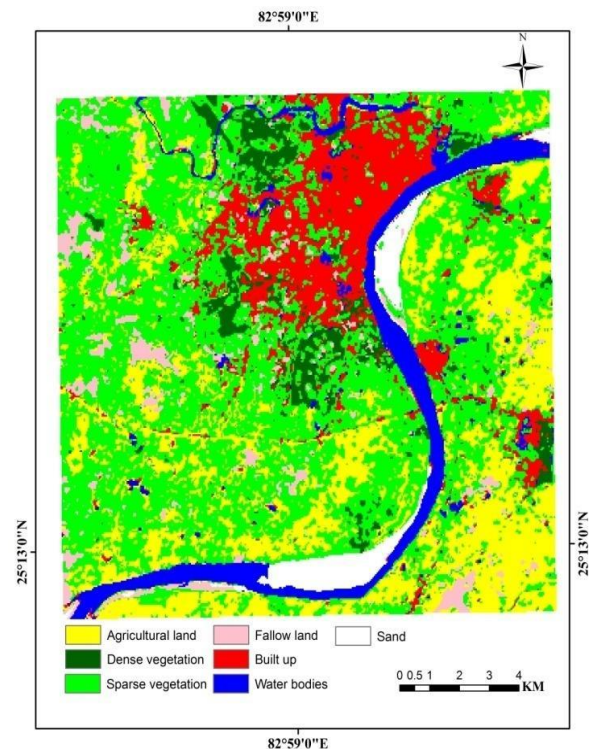 82°59'0"E
N
25°13'0"N
25°13'0"N
Agricultural land
Fallow land
Sand
Dense vegetation
Built up
Sparse vegetation
Water bodies
0 0.5 1 2 3 4
KM
82°59'0"E